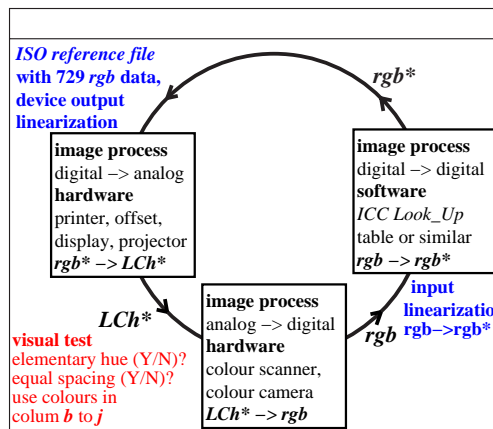 ISO reference file
with 729 rgb data,
device output
linearization
rgb*
image process
digital −> analog
hardware
printer, offset,
display, projector
rgb* −> LCh*
image process
digital −> digital
software
ICC Look_Up
table or similar
rgb −> rgb*
LCh*
image process
analog −> digital
hardware
colour scanner,
colour camera
LCh* −> rgb
rgb
input
linearization
rgb−>rgb*
visual test
elementary hue (Y/N)?
equal spacing (Y/N)?
use colours in
colum b to j